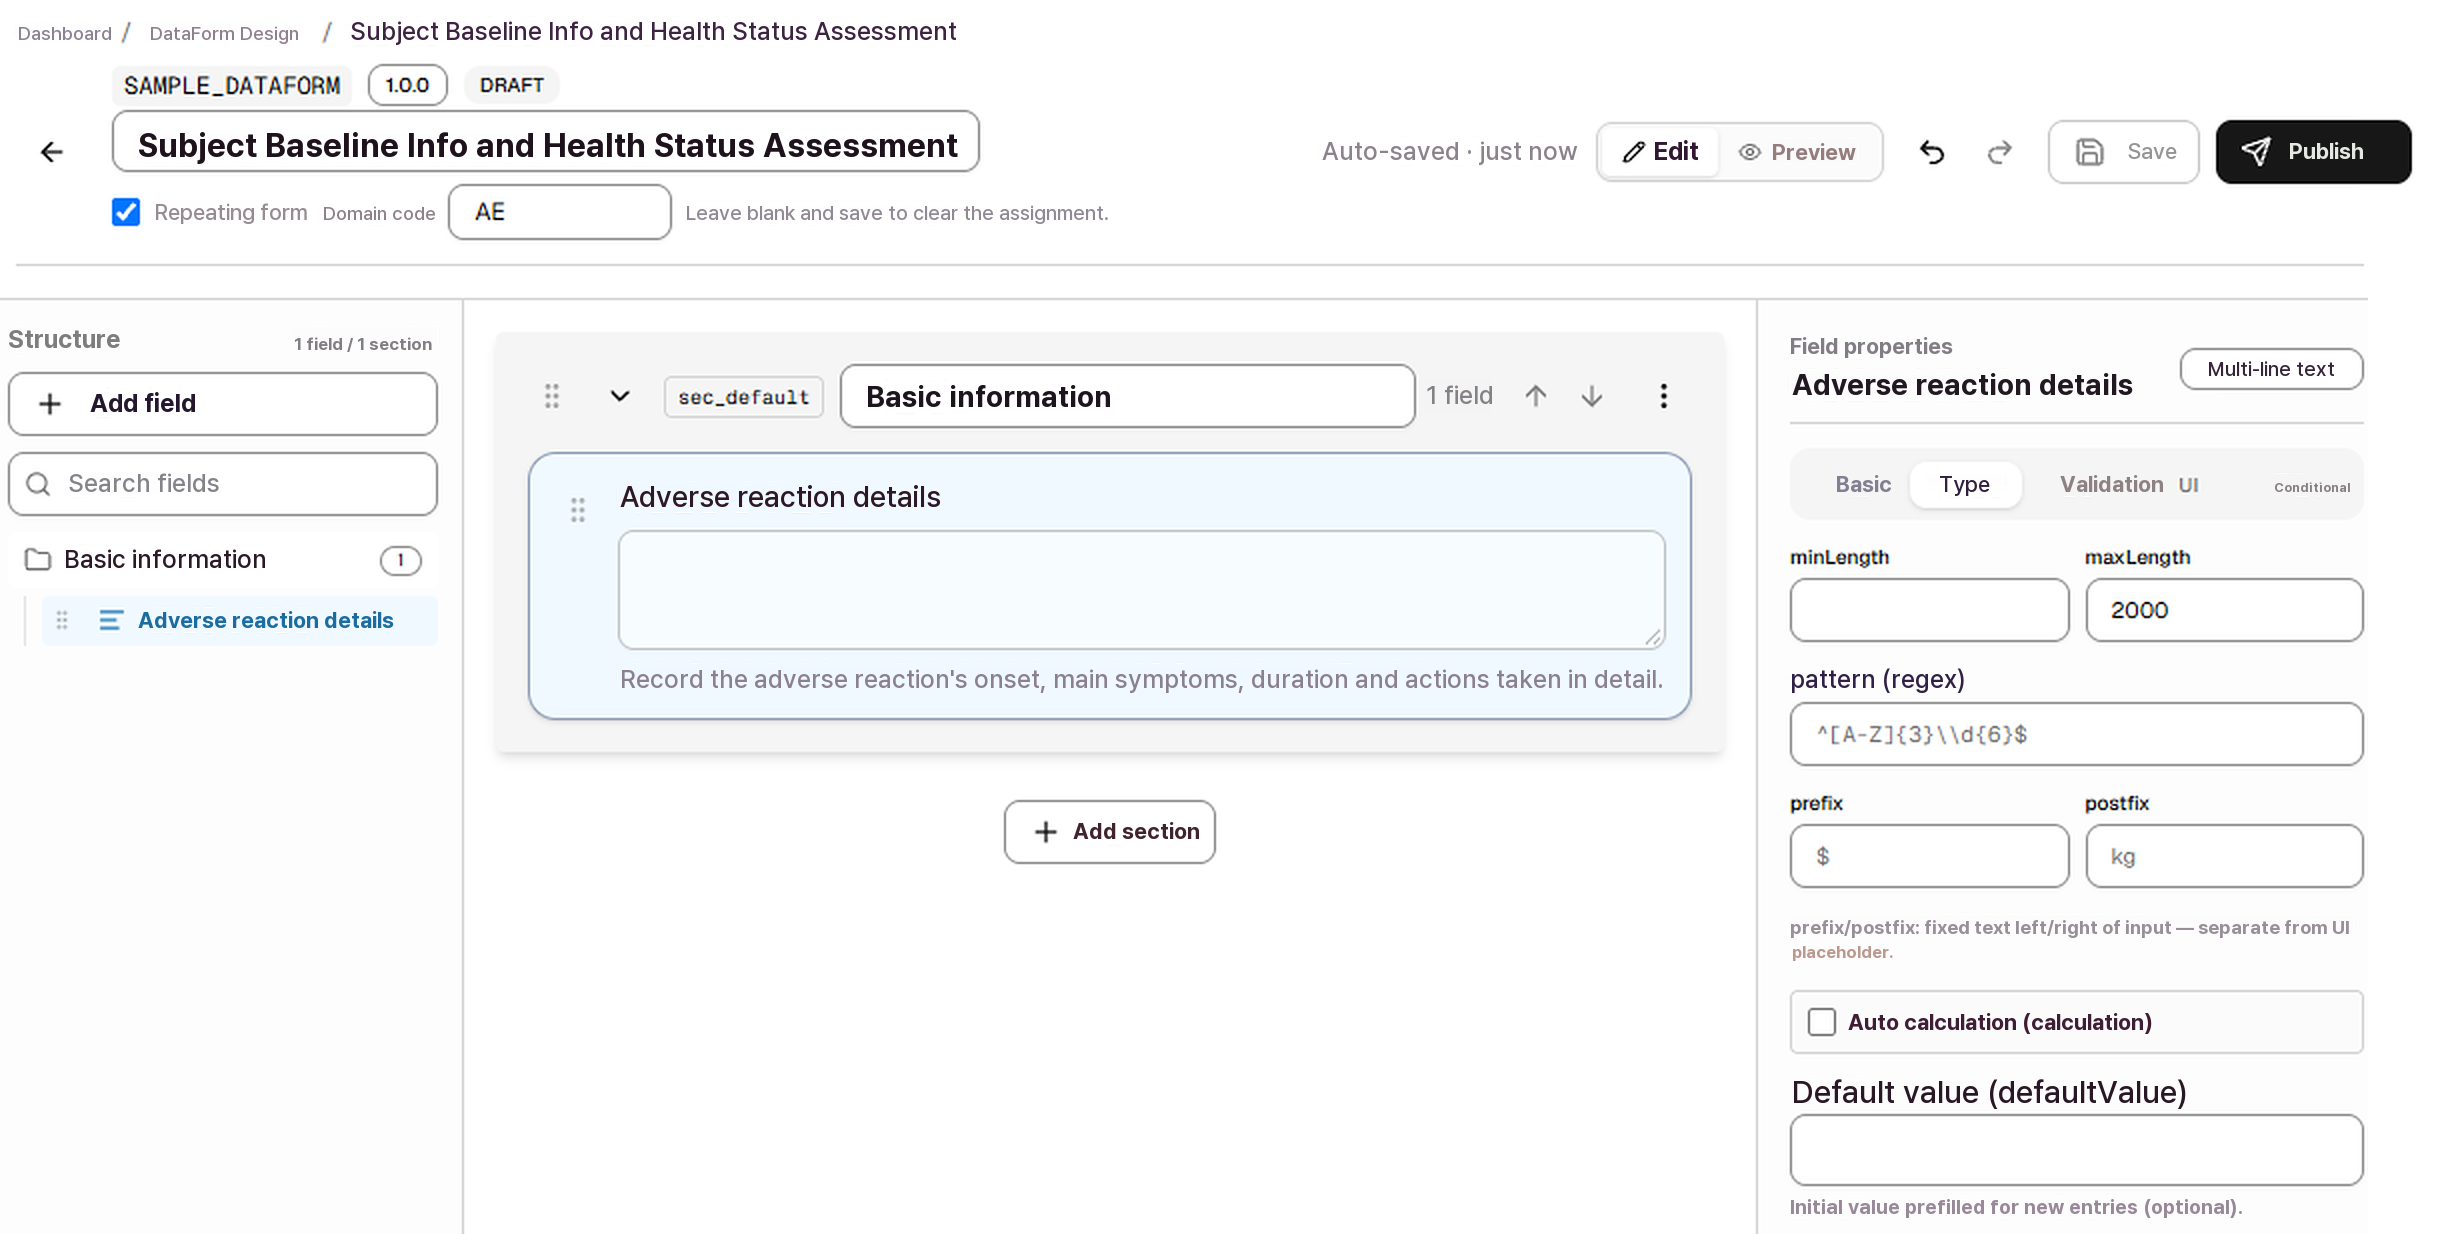 Dashboard / DataForm Design / Subject Baseline Info and Health Status Assessment
SAMPLE_DATAFORM 1.0.0 DRAFT
Subject Baseline Info and Health Status Assessment
Auto-saved · just now Edit Preview Save Publish
Repeating form Domain code AE Leave blank and save to clear the assignment.
Structure 1 field / 1 section
Add field
Search fields
Basic information 1
Adverse reaction details
sec_default Basic information 1 field
Adverse reaction details
Record the adverse reaction's onset, main symptoms, duration and actions taken in detail.
Add section
Field properties
Adverse reaction details Multi-line text
Basic Type Validation UI Conditional
minLength maxLength
2000
pattern (regex)
^[A-Z]{3}\\d{6}$
prefix postfix
$ kg
prefix/postfix: fixed text left/right of input — separate from UI
placeholder.
Auto calculation (calculation)
Default value (defaultValue)
Initial value prefilled for new entries (optional).